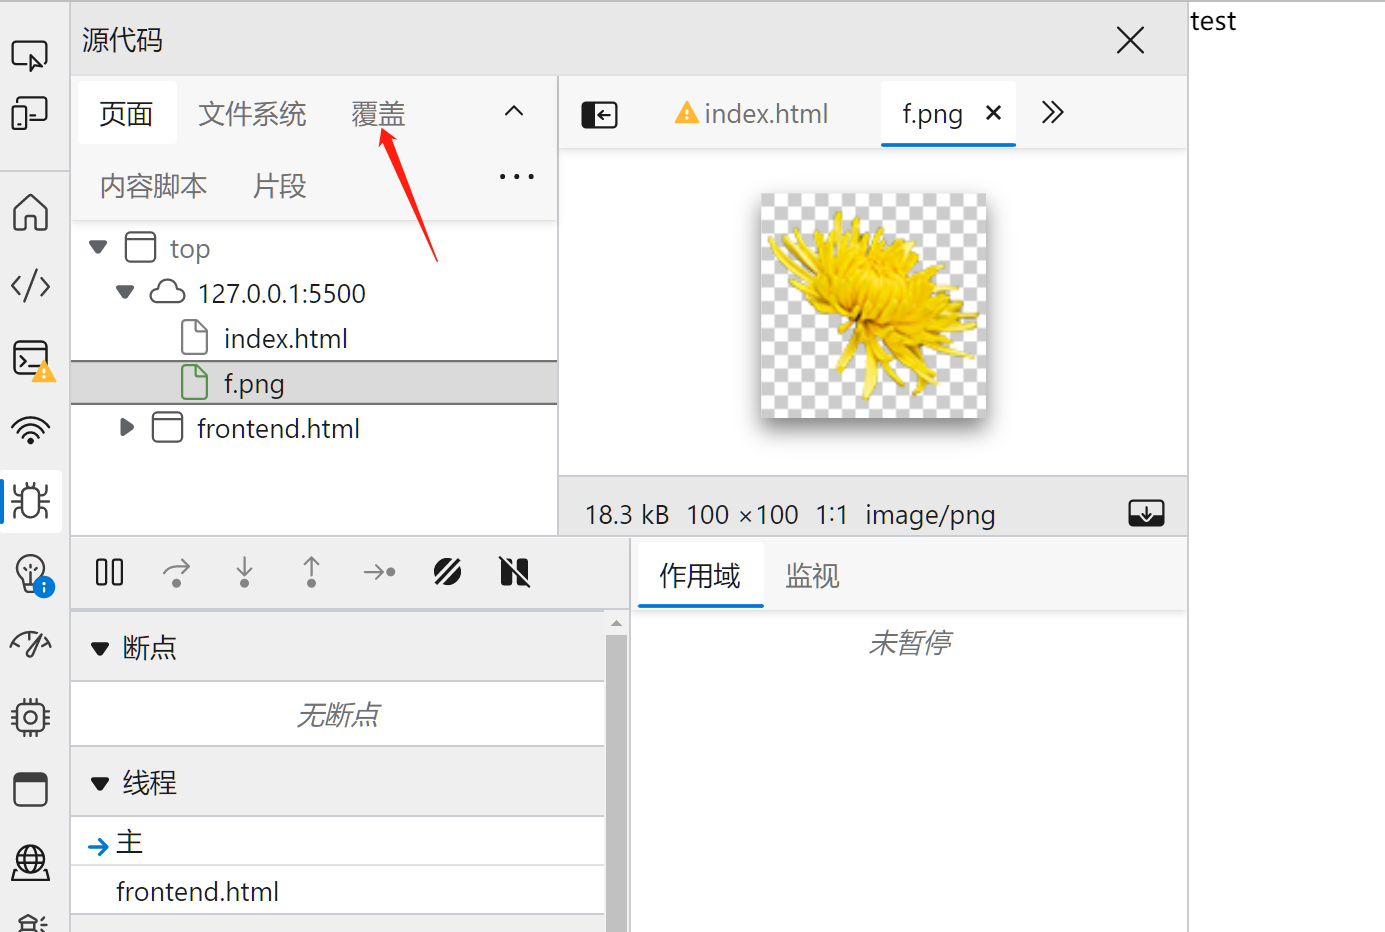 源代码
test
页面 文件系统 覆盖
内容脚本 片段
index.html f.png
top
127.0.0.1:5500
index.html
f.png
frontend.html
18.3 kB 100 ×100 1:1 image/png
作用域 监视
未暂停
断点
无断点
线程
主
frontend.html